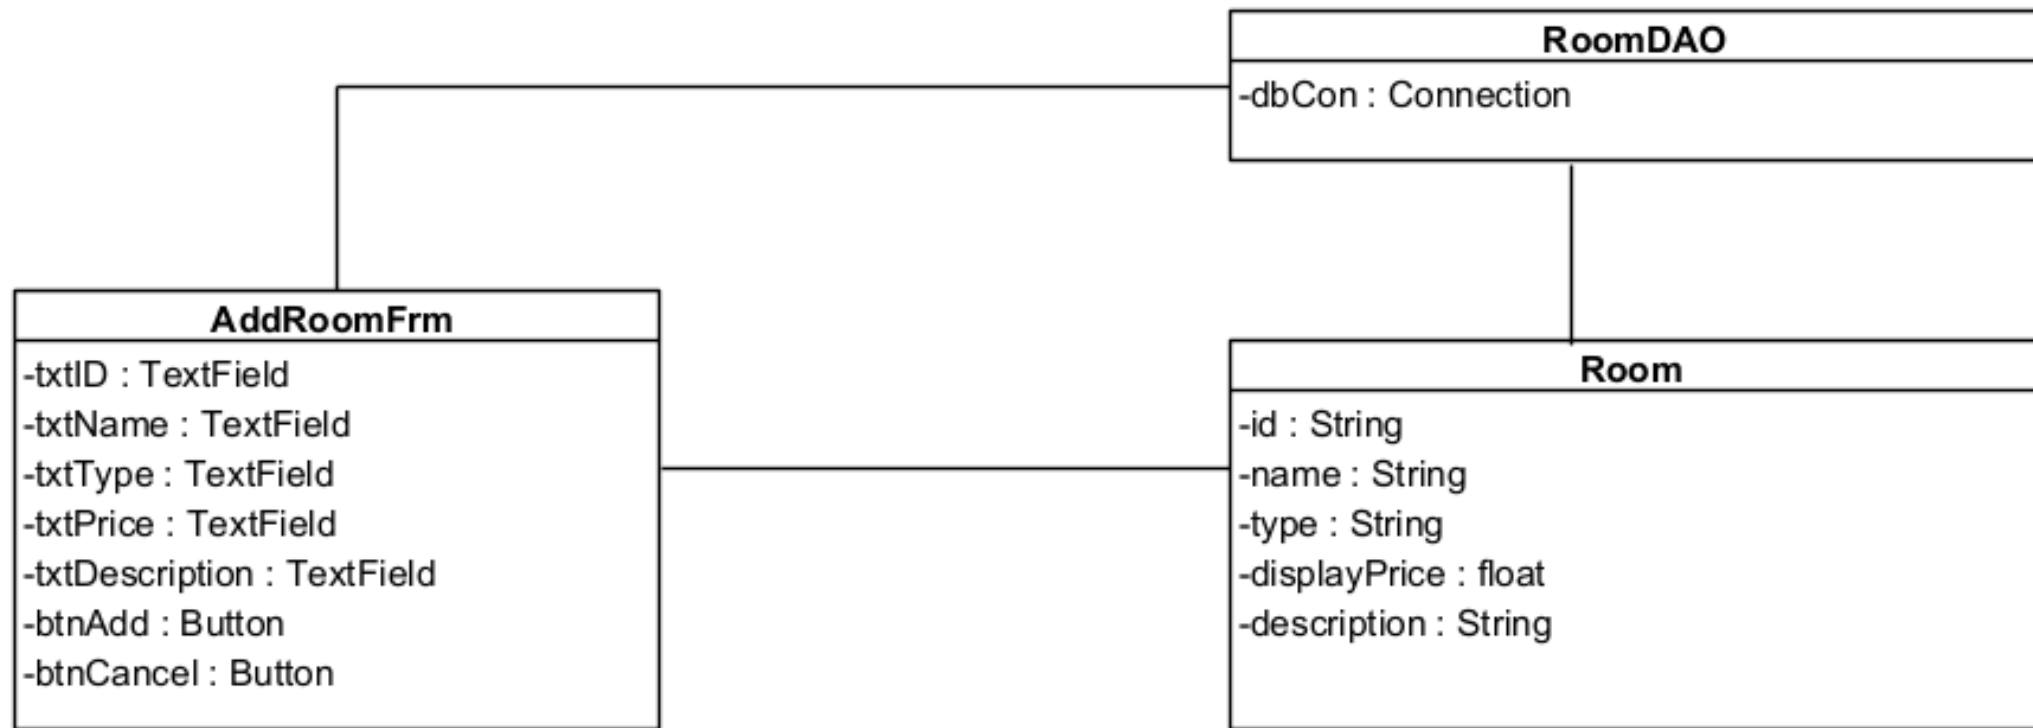 RoomDAO
-dbCon : Connection
AddRoomFrm
-txtID : TextField
-txtName : TextField
-txtType : TextField
-txtPrice : TextField
-txtDescription : TextField
-btnAdd : Button
-btnCancel : Button
Room
-id : String
-name : String
-type : String
-displayPrice : float
-description : String